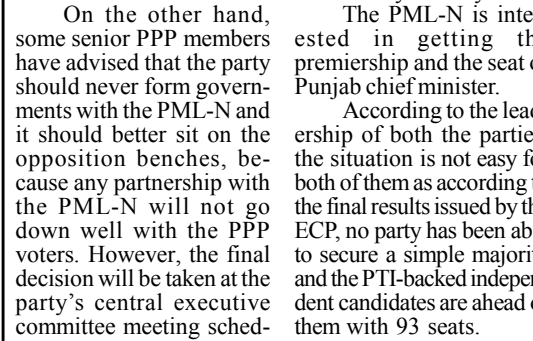 On the other hand,
some senior PPP members
have advised that the party
should never form govern-
ments with the PML-N and
it should better sit on the
opposition benches, be-
cause any partnership with
the PML-N will not go
down well with the PPP
voters. However, the final
decision will be taken at the
party's central executive
committee meeting sched-
The PML-N is inte
ested in getting th
premiership and the seat o
Punjab chief minister.
According to the lead
ership of both the partie
the situation is not easy fo
both of them as according t
the final results issued by th
ECP, no party has been ab
to secure a simple majorit
and the PTI-backed indepen
dent candidates are ahead o
them with 93 seats.